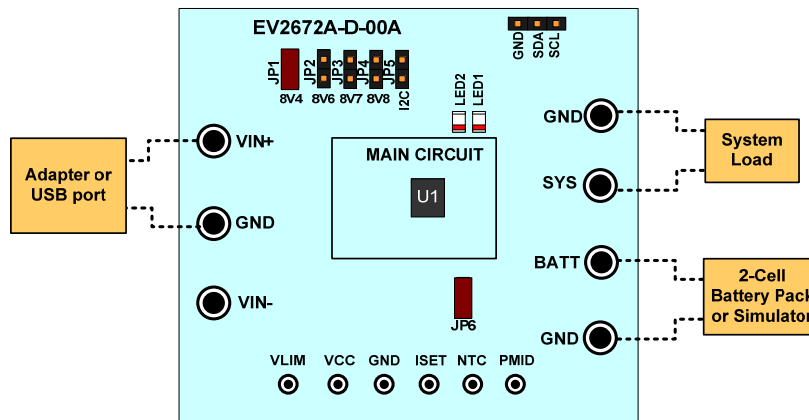 EV2672A-D-00A
GND
SDA
SCL
JP1
JP2
JP3
JP4
JP5
8V4
8V6
8V7
8V8
I2C
LED2
LED1
Adapter or
USB port
VIN+
GND
VIN-
MAIN CIRCUIT
U1
GND
SYS
BATT
GND
System
Load
2-Cell
Battery Pack
or Simulator
JP6
VLIM
VCC
GND
ISET
NTC
PMID